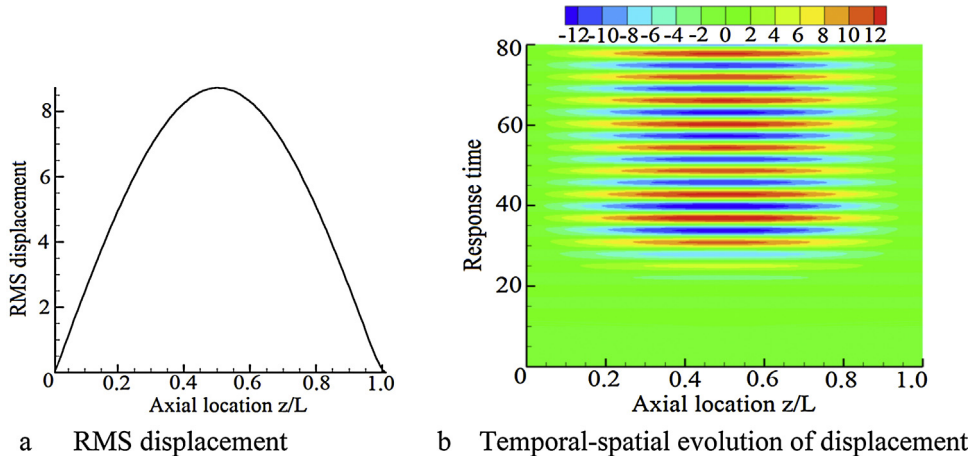 -12 -10 -8 -6 -4 -2 0 2 4 6 8 10 12
RMS displacement
8
6
4
2
0
0.2 0.4 0.6 0.8 1.0
Axial location z/L
Response time
80
60
40
20
0
0.2 0.4 0.6 0.8 1.0
Axial location z/L
a RMS displacement
b Temporal-spatial evolution of displacement